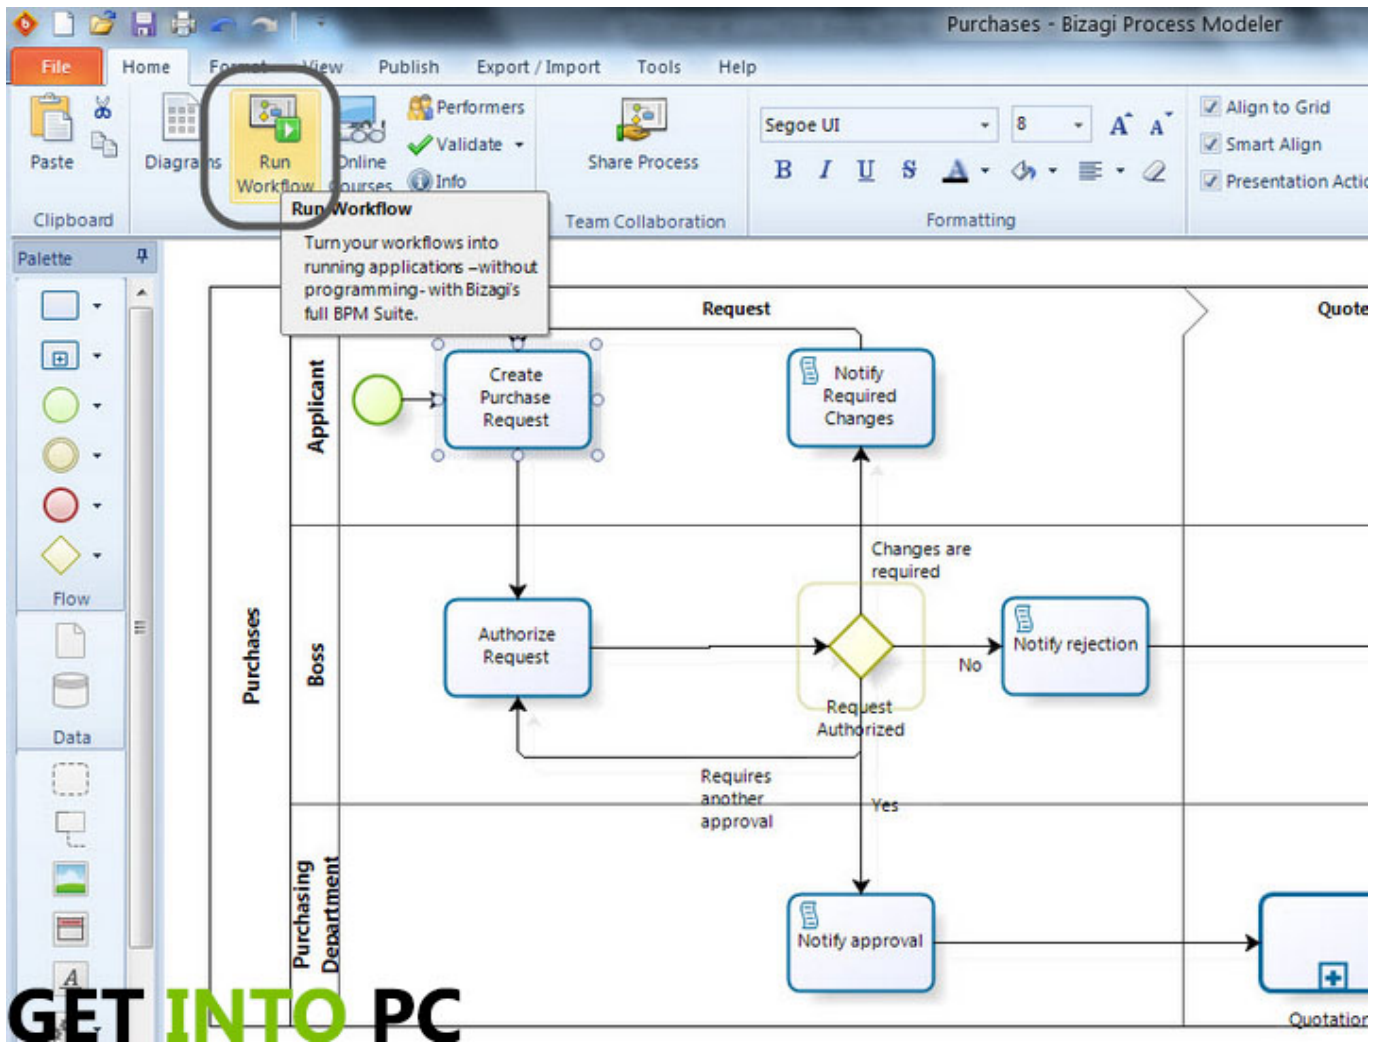 Purchases - Bizagi Process Modeler
File Home Format View Publish Export / Import Tools Help
Paste
Diagrams
Run
Workflow
Online
Courses
Performers
Validate
Info
Share Process
Segoe UI
8
B I U S A
Align to Grid
Smart Align
Presentation Actio
Clipboard
Team Collaboration
Formatting
Run Workflow
Turn your workflows into
running applications –without
programming- with Bizagi's
full BPM Suite.
Palette
Flow
Data
A
Request
Quote
Purchases
Applicant
Create
Purchase
Request
Notify
Required
Changes
Boss
Changes are
required
Authorize
Request
Request
Authorized
No
Notify rejection
Requires
another
approval
Yes
Purchasing
Department
Notify approval
Quotation
GET INTO PC